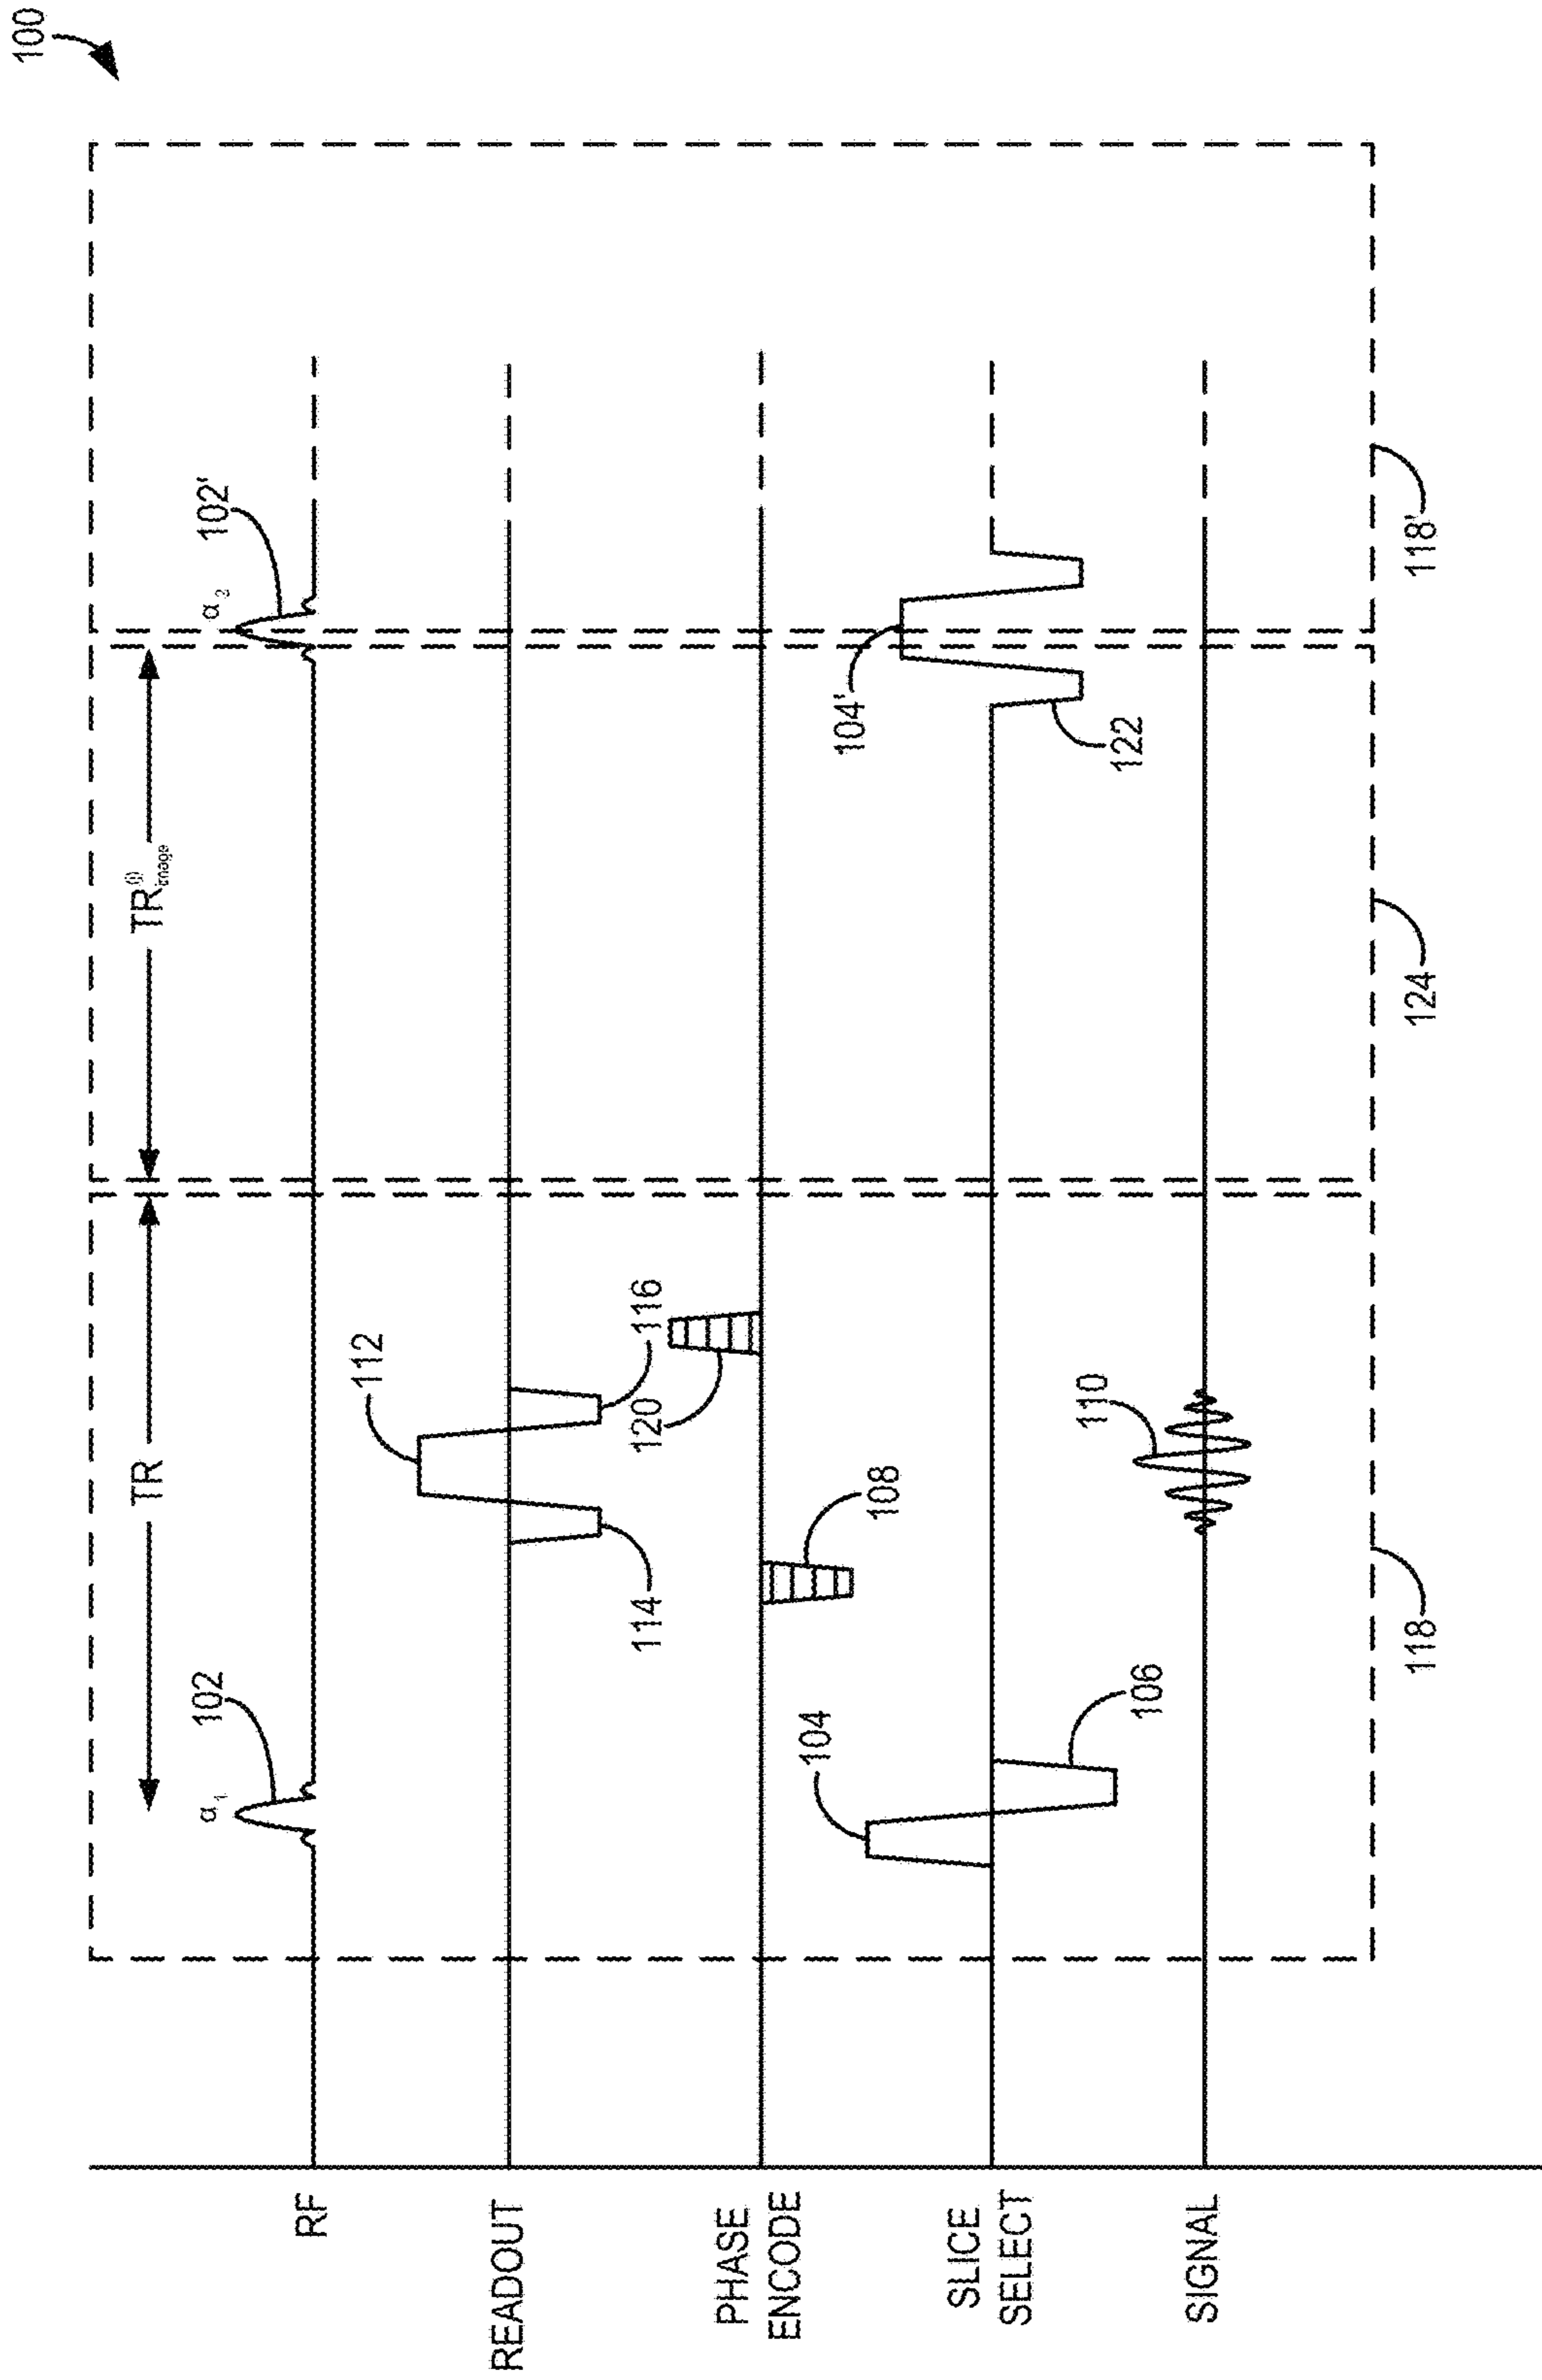 100
TR
TR(i)image
α1
102
α2
102'
RF
112
READOUT
114
116
120
PHASE
ENCODE
108
104
104'
SLICE
SELECT
106
122
110
SIGNAL
118
124
118'